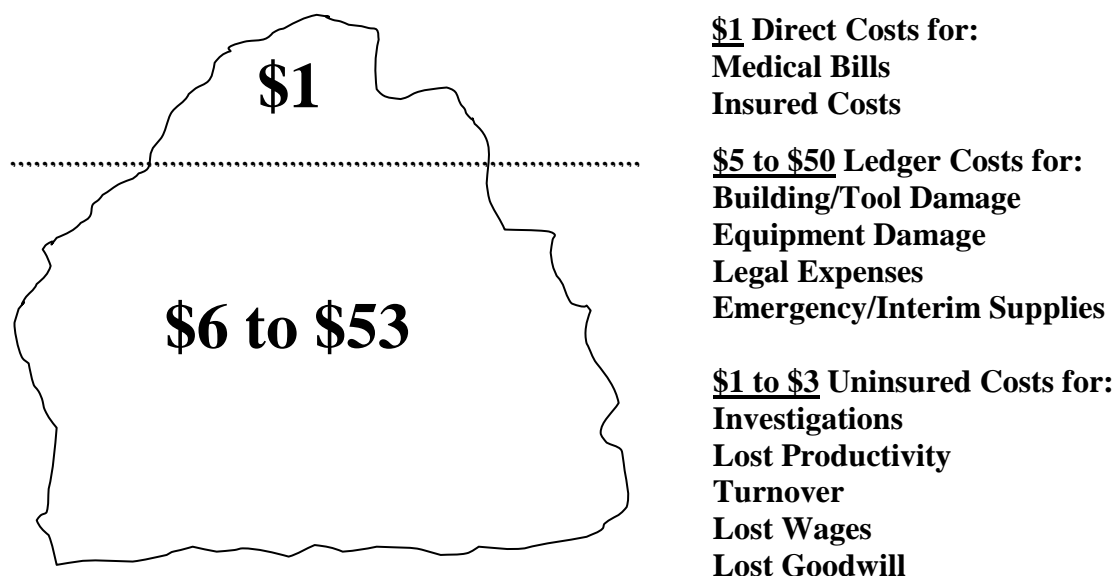 $1
$6 to $53
$1 Direct Costs for:
Medical Bills
Insured Costs
$5 to $50 Ledger Costs for:
Building/Tool Damage
Equipment Damage
Legal Expenses
Emergency/Interim Supplies
$1 to $3 Uninsured Costs for:
Investigations
Lost Productivity
Turnover
Lost Wages
Lost Goodwill